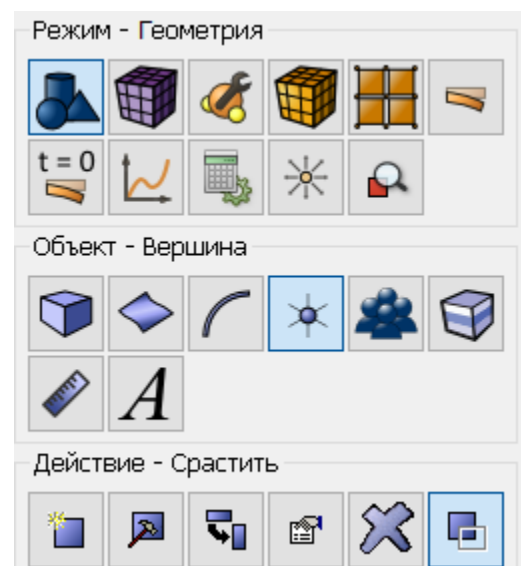 Режим - Геометрия
t = 0
Объект - Вершина
A
Действие - Срастить